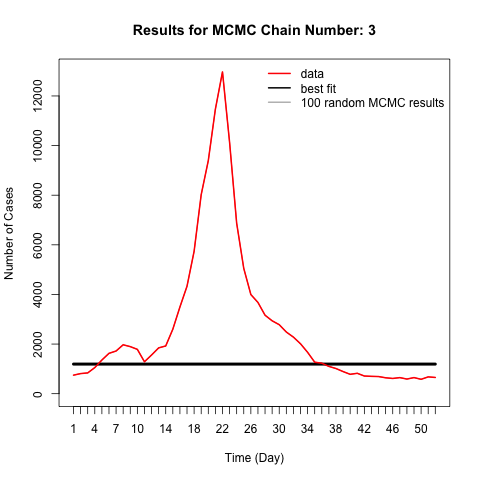 Results for MCMC Chain Number: 3
data
best fit
100 random MCMC results
Number of Cases
12000
10000
8000
6000
4000
2000
0
1 4 7 10 14 18 22 26 30 34 38 42 46 50
Time (Day)